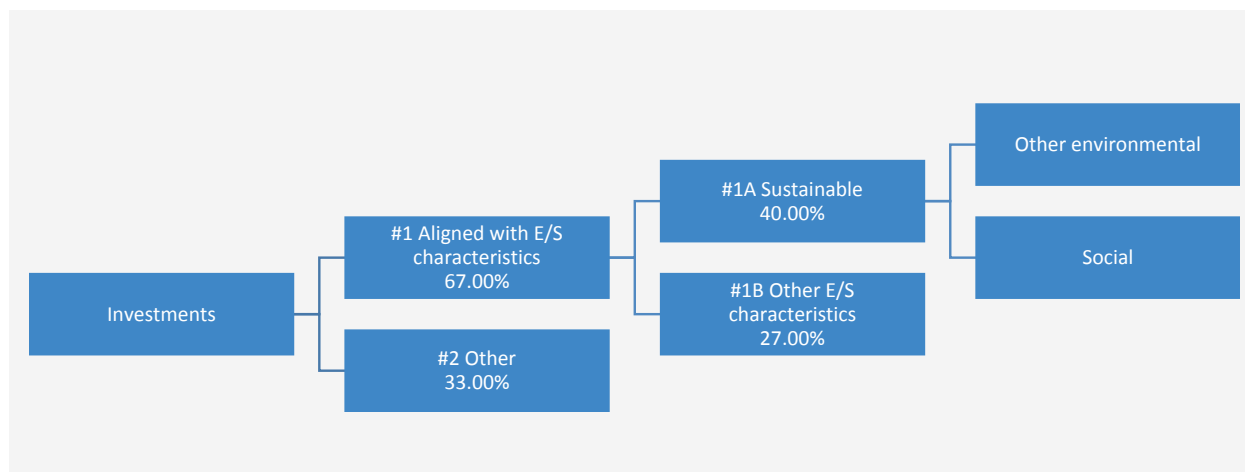 Investments
#1 Aligned with E/S
characteristics
67.00%
#2 Other
33.00%
#1A Sustainable
40.00%
#1B Other E/S
characteristics
27.00%
Other environmental
Social